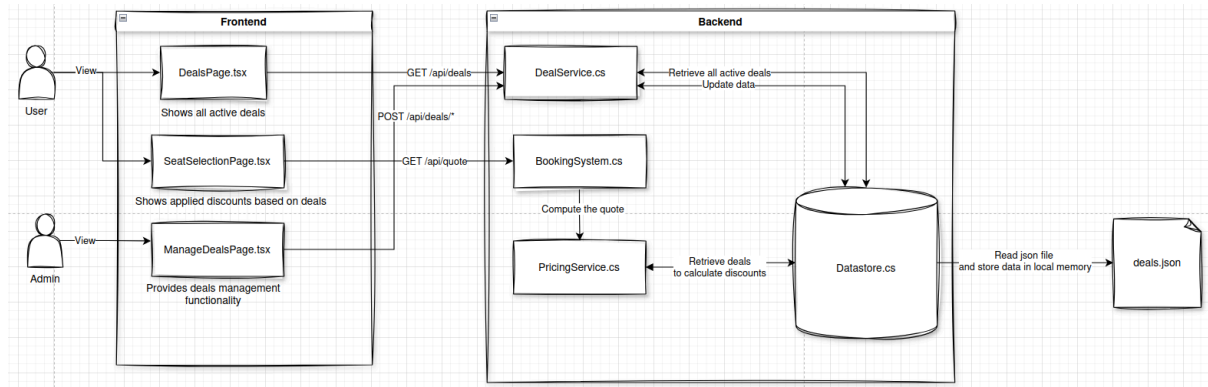 Frontend
Backend
User
View
DealsPage.tsx
Shows all active deals
GET /api/deals
DealService.cs
Retrieve all active deals
Update data
POST /api/deals/*
SeatSelectionPage.tsx
Shows applied discounts based on deals
GET /api/quote
BookingSystem.cs
Compute the quote
Admin
View
ManageDealsPage.tsx
Provides deals management
functionality
PricingService.cs
Retrieve deals
to calculate discounts
Datastore.cs
Read json file
and store data in local memory
deals.json